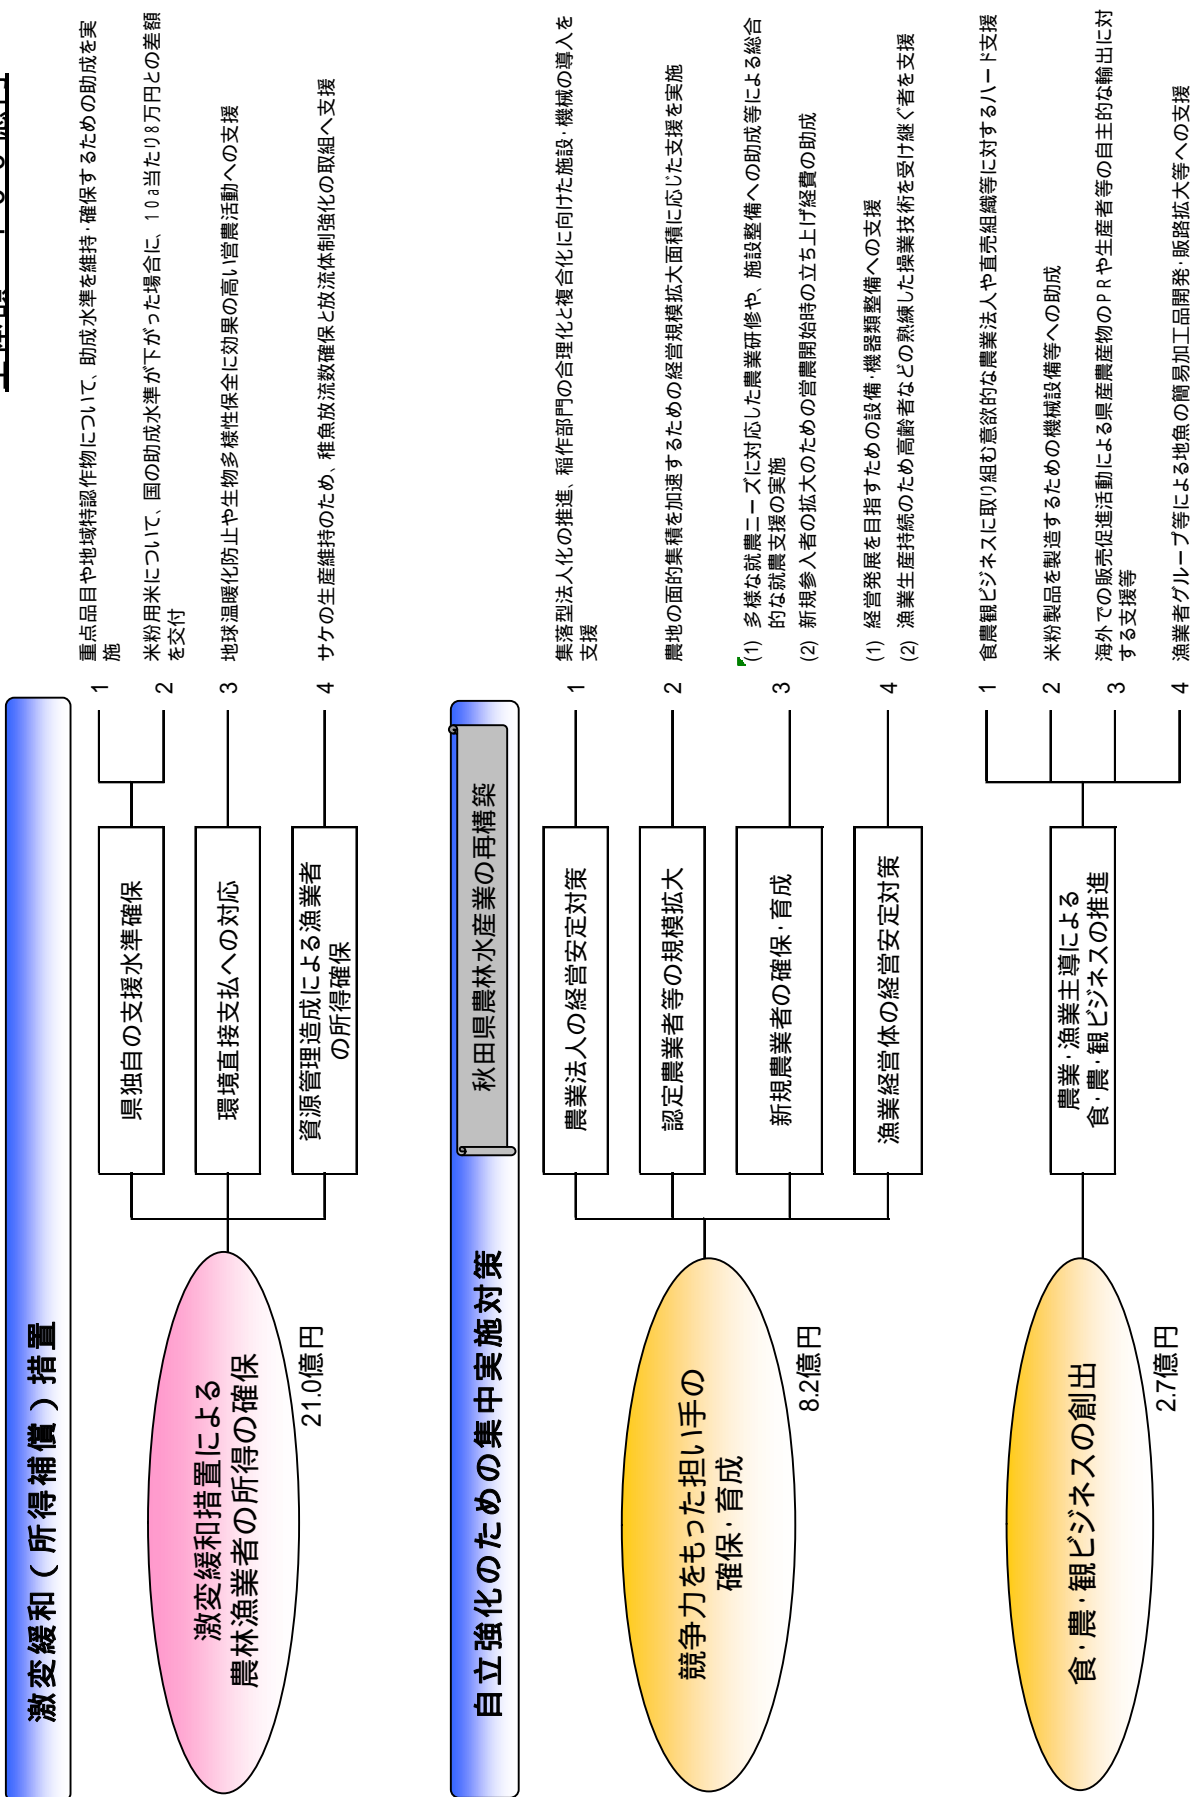 激変緩和（所得補償）措置
激変緩和措置による
農林漁業者の所得の確保
21.0億円
県独自の支援水準確保
1 重点品目や地域特認作物について、助成水準を維持・確保するための助成を実
施
2 米粉用米について、国の助成水準が下がった場合に、10a当たり8万円との差額
を交付
環境直接支払への対応
3 地球温暖化防止や生物多様性保全に効果の高い営農活動への支援
資源管理造成による漁業者
の所得確保
4 サケの生産維持のため、稚魚放流数確保と放流体制強化の取組へ支援
自立強化のための集中実施対策
秋田県農林水産業の再構築
競争力をもった担い手の
確保・育成
8.2億円
農業法人の経営安定対策
1 集落型法人化の推進、稲作部門の合理化と複合化に向けた施設・機械の導入を
支援
認定農業者等の規模拡大
2 農地の面的集積を加速するための経営規模拡大面積に応じた支援を実施
新規農業者の確保・育成
3 (1) 多様な就農ニーズに対応した農業研修や、施設整備への助成等による総合
的な就農支援の実施
(2) 新規参入者の拡大のための営農開始時の立ち上げ経費の助成
漁業経営体の経営安定対策
4 (1) 経営発展を目指すための設備・機器類整備への支援
(2) 漁業生産持続のため高齢者などの熟練した操業技術を受け継ぐ者を支援
食・農・観ビジネスの創出
2.7億円
農業・漁業主導による
食・農・観ビジネスの推進
1 食農観ビジネスに取り組む意欲的な農業法人や直売組織等に対するハード支援
2 米粉製品を製造するための機械設備等への助成
3 海外での販売促進活動による県産農産物のPRや生産者等の自主的な輸出に対
する支援等
4 漁業者グループ等による地魚の簡易加工品開発・販路拡大等への支援